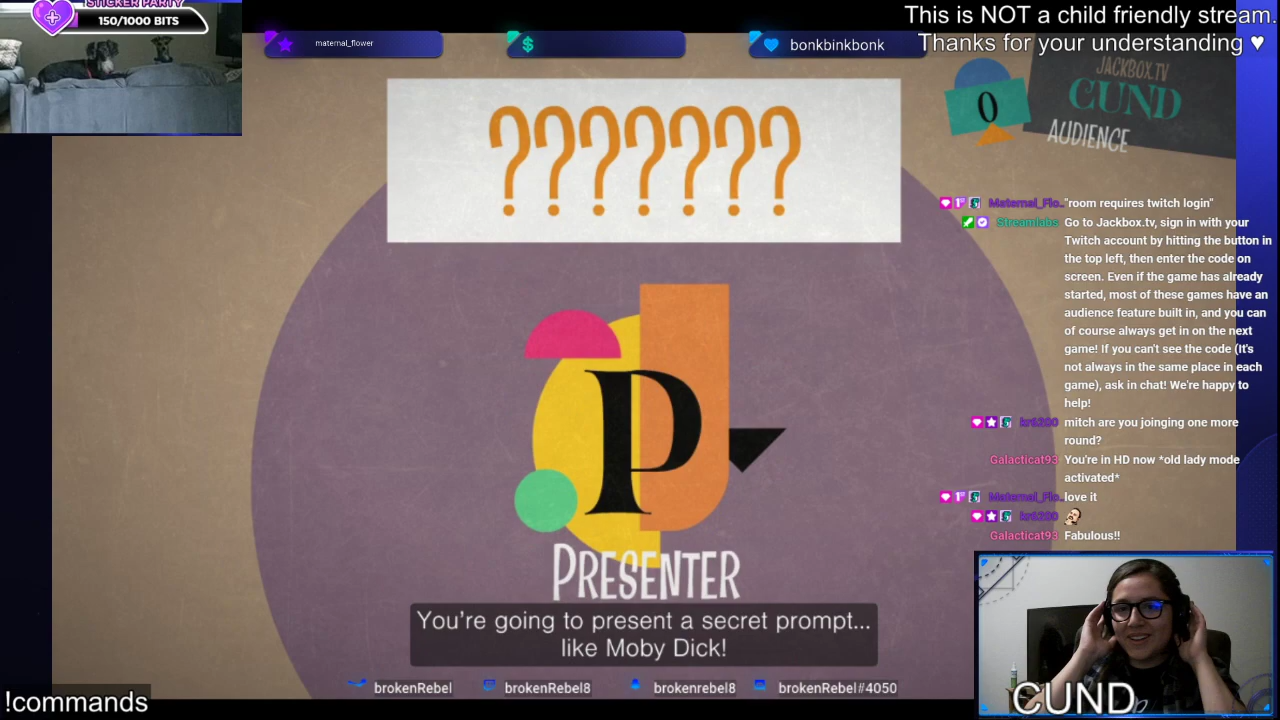 STICKER PARTY
150/1000 BITS
This is NOT a child friendly stream.
Thanks for your understanding ♥
maternal_flower
$
bonkbinkbonk
???????
0
JACKBOX.TV
CUND
AUDIENCE
Maternal_Flo.. "room requires twitch login"
Streamlabs Go to Jackbox.tv, sign in with your
Twitch account by hitting the button in
the top left, then enter the code on
screen. Even if the game has already
started, most of these games have an
audience feature built in, and you can
of course always get in on the next
game! If you can't see the code (It's
not always in the same place in each
game), ask in chat! We're happy to
help!
mitch are you joinging one more
round?
Galacticat93 You're in HD now *old lady mode
activated*
Maternal_Flo.. love it
Galacticat93 Fabulous!!
P
PRESENTER
You're going to present a secret prompt...
like Moby Dick!
brokenRebel
brokenRebel8
brokenrebel8
brokenRebel#4050
!commands
CUND